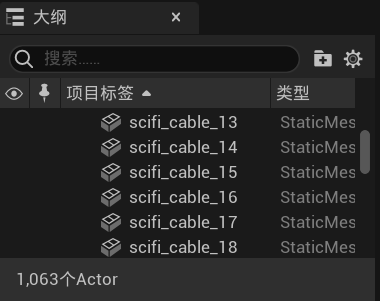 大纲
搜索......
项目标签 类型
scifi_cable_13 StaticMes
scifi_cable_14 StaticMes
scifi_cable_15 StaticMes
scifi_cable_16 StaticMes
scifi_cable_17 StaticMes
scifi_cable_18 StaticMes
1,063个Actor